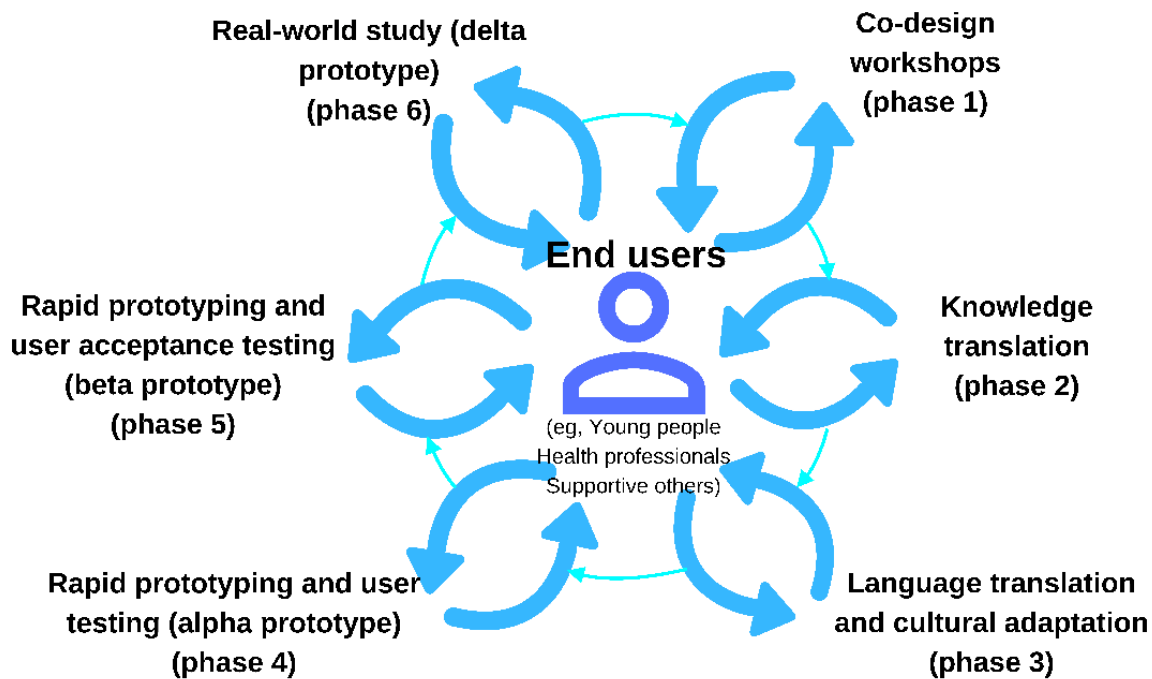 Real-world study (delta
prototype)
(phase 6)
Co-design
workshops
(phase 1)
End users
(eg, Young people
Health professionals
Supportive others)
Rapid prototyping and
user acceptance testing
(beta prototype)
(phase 5)
Knowledge
translation
(phase 2)
Rapid prototyping and user
testing (alpha prototype)
(phase 4)
Language translation
and cultural adaptation
(phase 3)